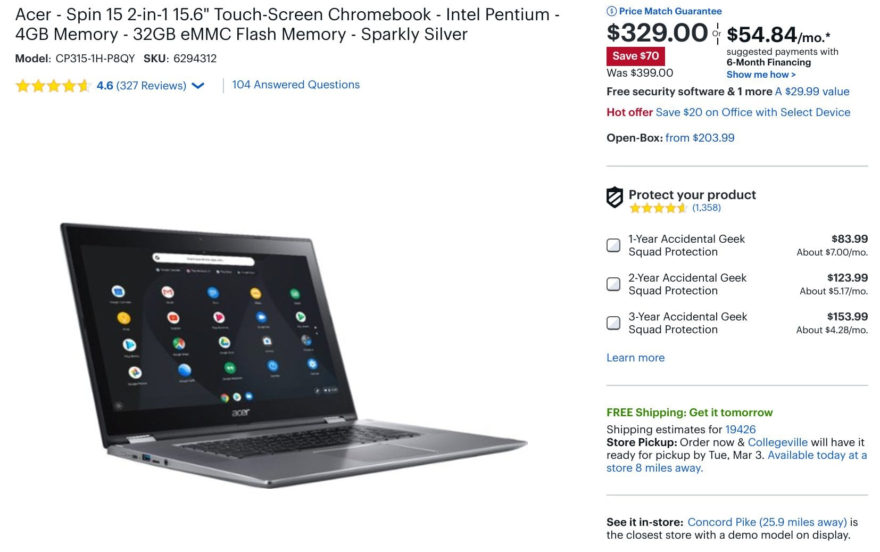 Acer - Spin 15 2-in-1 15.6" Touch-Screen Chromebook - Intel Pentium -
4GB Memory - 32GB eMMC Flash Memory - Sparkly Silver
Model: CP315-1H-P8QY SKU: 6294312
4.6 (327 Reviews)
104 Answered Questions
acer
Price Match Guarantee
$329.00
Or
$54.84/mo.*
Save $70
Was $399.00
suggested payments with
6-Month Financing
Show me how >
Free security software & 1 more A $29.99 value
Hot offer Save $20 on Office with Select Device
Open-Box: from $203.99
Protect your product
(1,358)
1-Year Accidental Geek
Squad Protection
$83.99
About $7.00/mo.
2-Year Accidental Geek
Squad Protection
$123.99
About $5.17/mo.
3-Year Accidental Geek
Squad Protection
$153.99
About $4.28/mo.
Learn more
FREE Shipping: Get it tomorrow
Shipping estimates for 19426
Store Pickup: Order now & Collegeville will have it
ready for pickup by Tue, Mar 3. Available today at a
store 8 miles away.
See it in-store: Concord Pike (25.9 miles away) is
the closest store with a demo model on display.